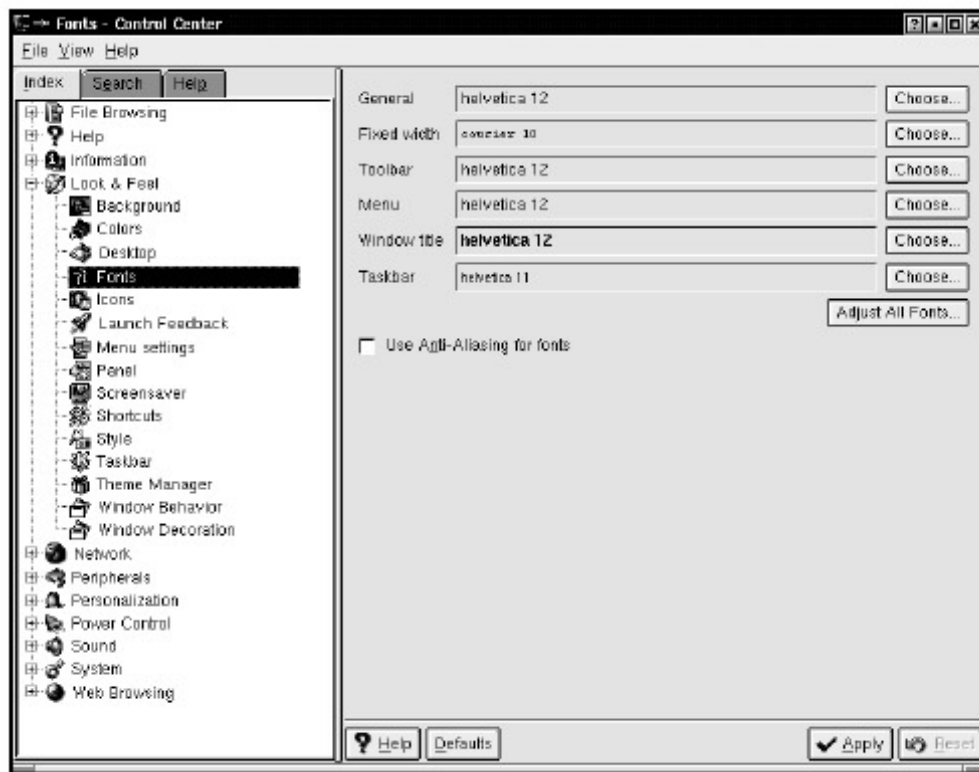 Fonts - Control Center
File View Help
Index Search Help
File Browsing
Help
Information
Look & Feel
Background
Colors
Desktop
Fonts
Icons
Launch Feedback
Menu settings
Panel
Screensaver
Shortcuts
Style
Taskbar
Theme Manager
Window Behavior
Window Decoration
Network
Peripherals
Personalization
Power Control
Sound
System
Web Browsing
General helvetica 12 Choose...
Fixed width courier 10 Choose...
Toolbar helvetica 12 Choose...
Menu helvetica 12 Choose...
Window title helvetica 12 Choose...
Taskbar helvetica 11 Choose...
Adjust All Fonts...
Use Anti-Aliasing for fonts
Help Defaults Apply Reset